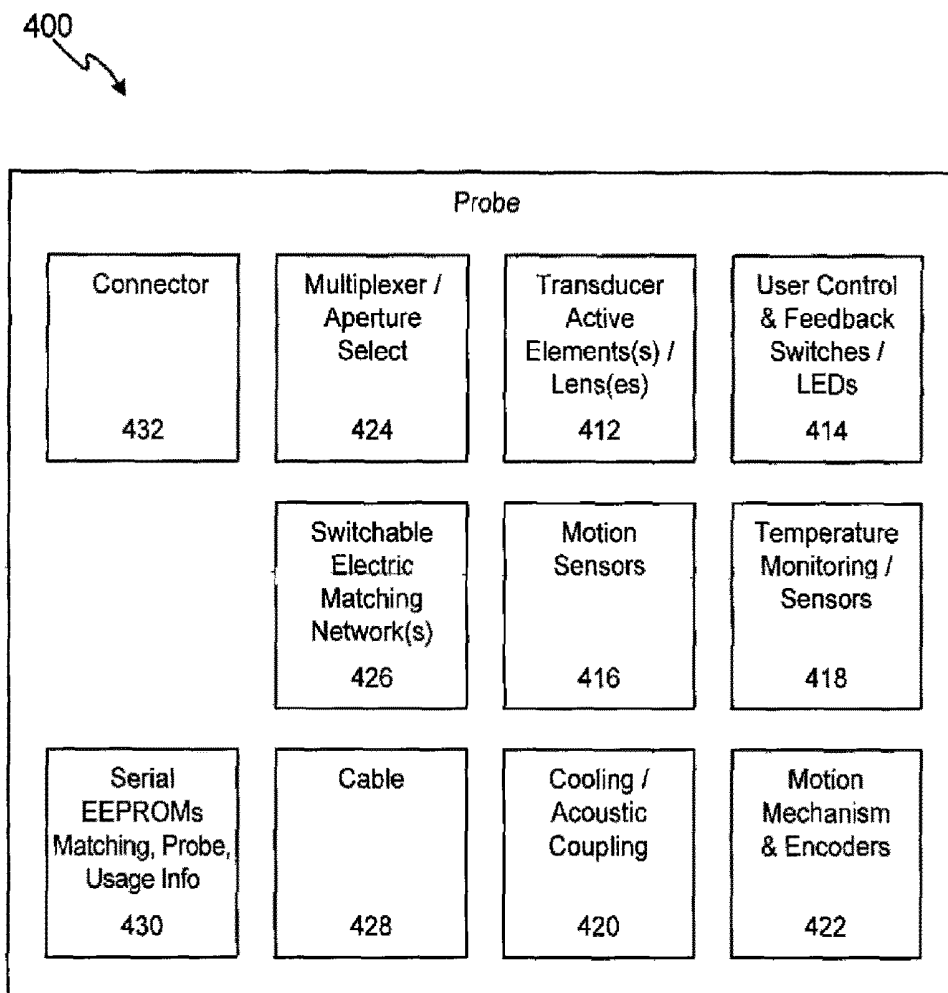 400
Probe
Connector
432
Multiplexer /
Aperture
Select
424
Transducer
Active
Elements(s) /
Lens(es)
412
User Control
& Feedback
Switches /
LEDs
414
Switchable
Electric
Matching
Network(s)
426
Motion
Sensors
416
Temperature
Monitoring /
Sensors
418
Serial
EEPROMs
Matching, Probe,
Usage Info
430
Cable
428
Cooling /
Acoustic
Coupling
420
Motion
Mechanism
& Encoders
422